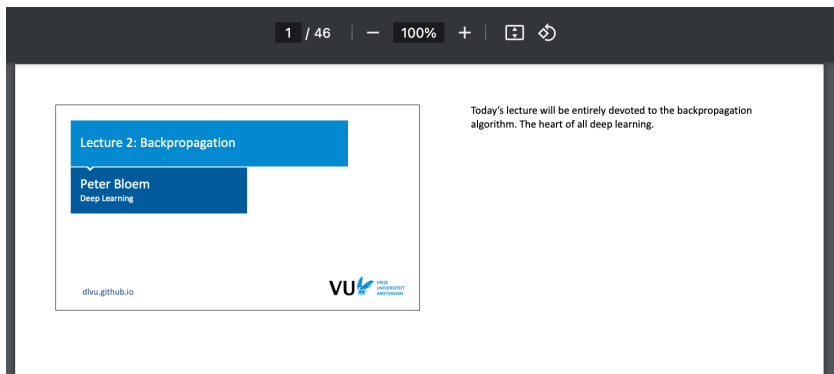 1 / 46 | − 100% + |
Lecture 2: Backpropagation
Peter Bloem
Deep Learning
dlvu.github.io
VU VRIJE
UNIVERSITEIT
AMSTERDAM
Today's lecture will be entirely devoted to the backpropagation
algorithm. The heart of all deep learning.